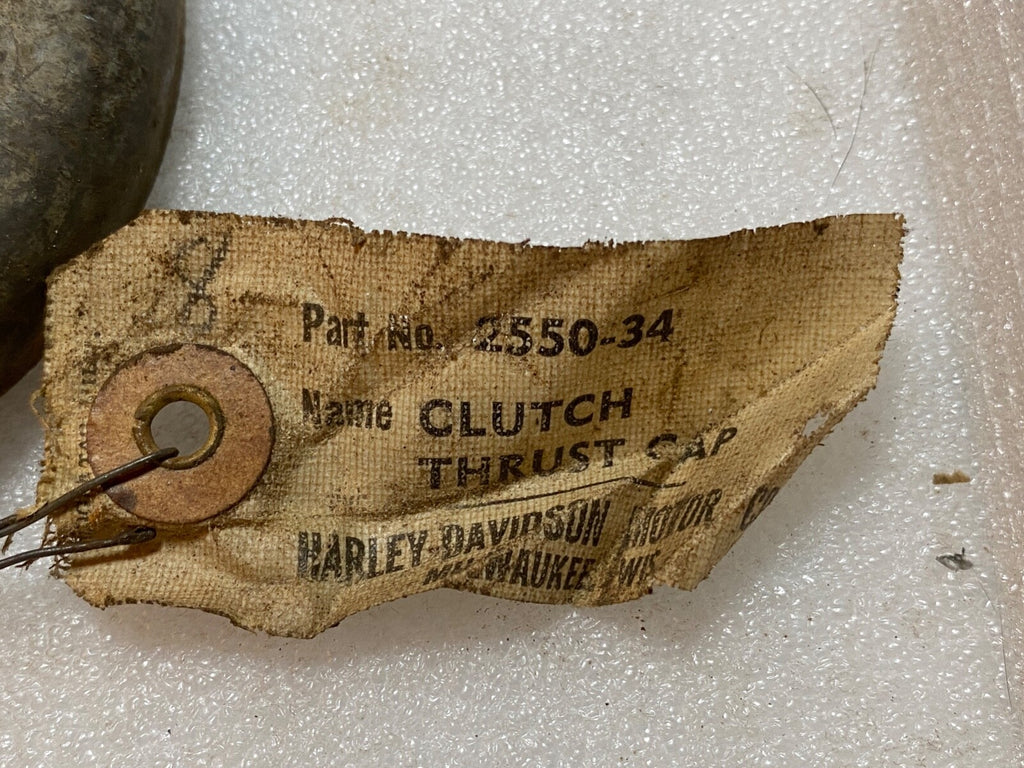 Part No. 2550-34
Name CLUTCH
THRUST CAP
HARLEY-DAVIDSON MOTOR
MILWAUKEE, WIS